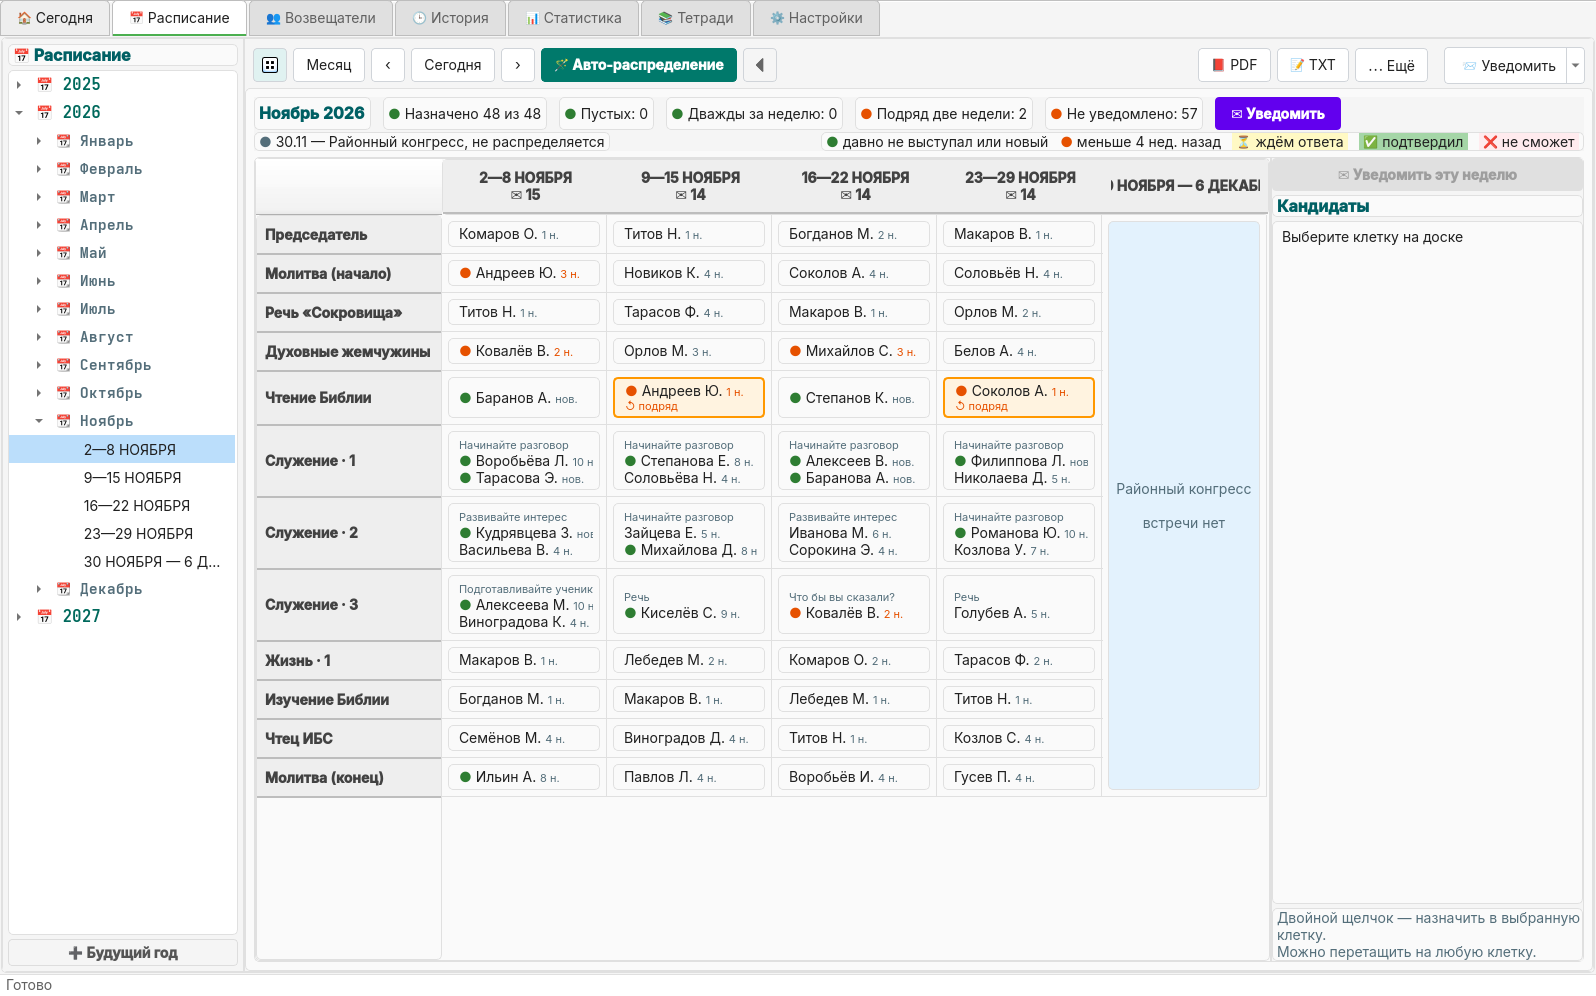 Сегодня
Расписание
Возвещатели
История
Статистика
Тетради
Настройки
Расписание
2025
2026
Январь
Февраль
Март
Апрель
Май
Июнь
Июль
Август
Сентябрь
Октябрь
Ноябрь
2—8 НОЯБРЯ
9—15 НОЯБРЯ
16—22 НОЯБРЯ
23—29 НОЯБРЯ
30 НОЯБРЯ — 6 Д...
Декабрь
2027
Будущий год
Готово
Месяц
‹
Сегодня
›
Авто-распределение
PDF
TXT
... Ещё
Уведомить
Ноябрь 2026
Назначено 48 из 48
Пустых: 0
Дважды за неделю: 0
Подряд две недели: 2
Не уведомлено: 57
✉ Уведомить
30.11 — Районный конгресс, не распределяется
давно не выступал или новый
меньше 4 нед. назад
ждём ответа
подтвердил
не сможет
2—8 НОЯБРЯ
✉ 15
9—15 НОЯБРЯ
✉ 14
16—22 НОЯБРЯ
✉ 14
23—29 НОЯБРЯ
✉ 14
НОЯБРЯ — 6 ДЕКАБ
Председатель
Комаров О. 1 н.
Титов Н. 1 н.
Богданов М. 2 н.
Макаров В. 1 н.
Молитва (начало)
Андреев Ю. 3 н.
Новиков К. 4 н.
Соколов А. 4 н.
Соловьёв Н. 4 н.
Речь «Сокровища»
Титов Н. 1 н.
Тарасов Ф. 4 н.
Макаров В. 1 н.
Орлов М. 2 н.
Духовные жемчужины
Ковалёв В. 2 н.
Орлов М. 3 н.
Михайлов С. 3 н.
Белов А. 4 н.
Чтение Библии
Баранов А. нов.
Андреев Ю. 1 н.
подряд
Степанов К. нов.
Соколов А. 1 н.
подряд
Служение · 1
Начинайте разговор
Воробьёва Л. 10 н
Тарасова Э. нов.
Начинайте разговор
Степанова Е. 8 н.
Соловьёва Н. 4 н.
Начинайте разговор
Алексеев В. нов.
Баранова А. нов.
Начинайте разговор
Филиппова Л. нов
Николаева Д. 5 н.
Служение · 2
Развивайте интерес
Кудрявцева З. нов
Васильева В. 4 н.
Начинайте разговор
Зайцева Е. 5 н.
Михайлова Д. 8 н
Развивайте интерес
Иванова М. 6 н.
Сорокина Э. 4 н.
Начинайте разговор
Романова Ю. 10 н.
Козлова У. 7 н.
Служение · 3
Подготавливайте ученик
Алексеева М. 10 н
Виноградова К. 4 н.
Речь
Киселёв С. 9 н.
Что бы вы сказали?
Ковалёв В. 2 н.
Речь
Голубев А. 5 н.
Жизнь · 1
Макаров В. 1 н.
Лебедев М. 2 н.
Комаров О. 2 н.
Тарасов Ф. 2 н.
Изучение Библии
Богданов М. 1 н.
Макаров В. 1 н.
Лебедев М. 1 н.
Титов Н. 1 н.
Чтец ИБС
Семёнов М. 4 н.
Виноградов Д. 4 н.
Титов Н. 1 н.
Козлов С. 4 н.
Молитва (конец)
Ильин А. 8 н.
Павлов Л. 4 н.
Воробьёв И. 4 н.
Гусев П. 4 н.
Районный конгресс
встречи нет
✉ Уведомить эту неделю
Кандидаты
Выберите клетку на доске
Двойной щелчок — назначить в выбранную
клетку.
Можно перетащить на любую клетку.